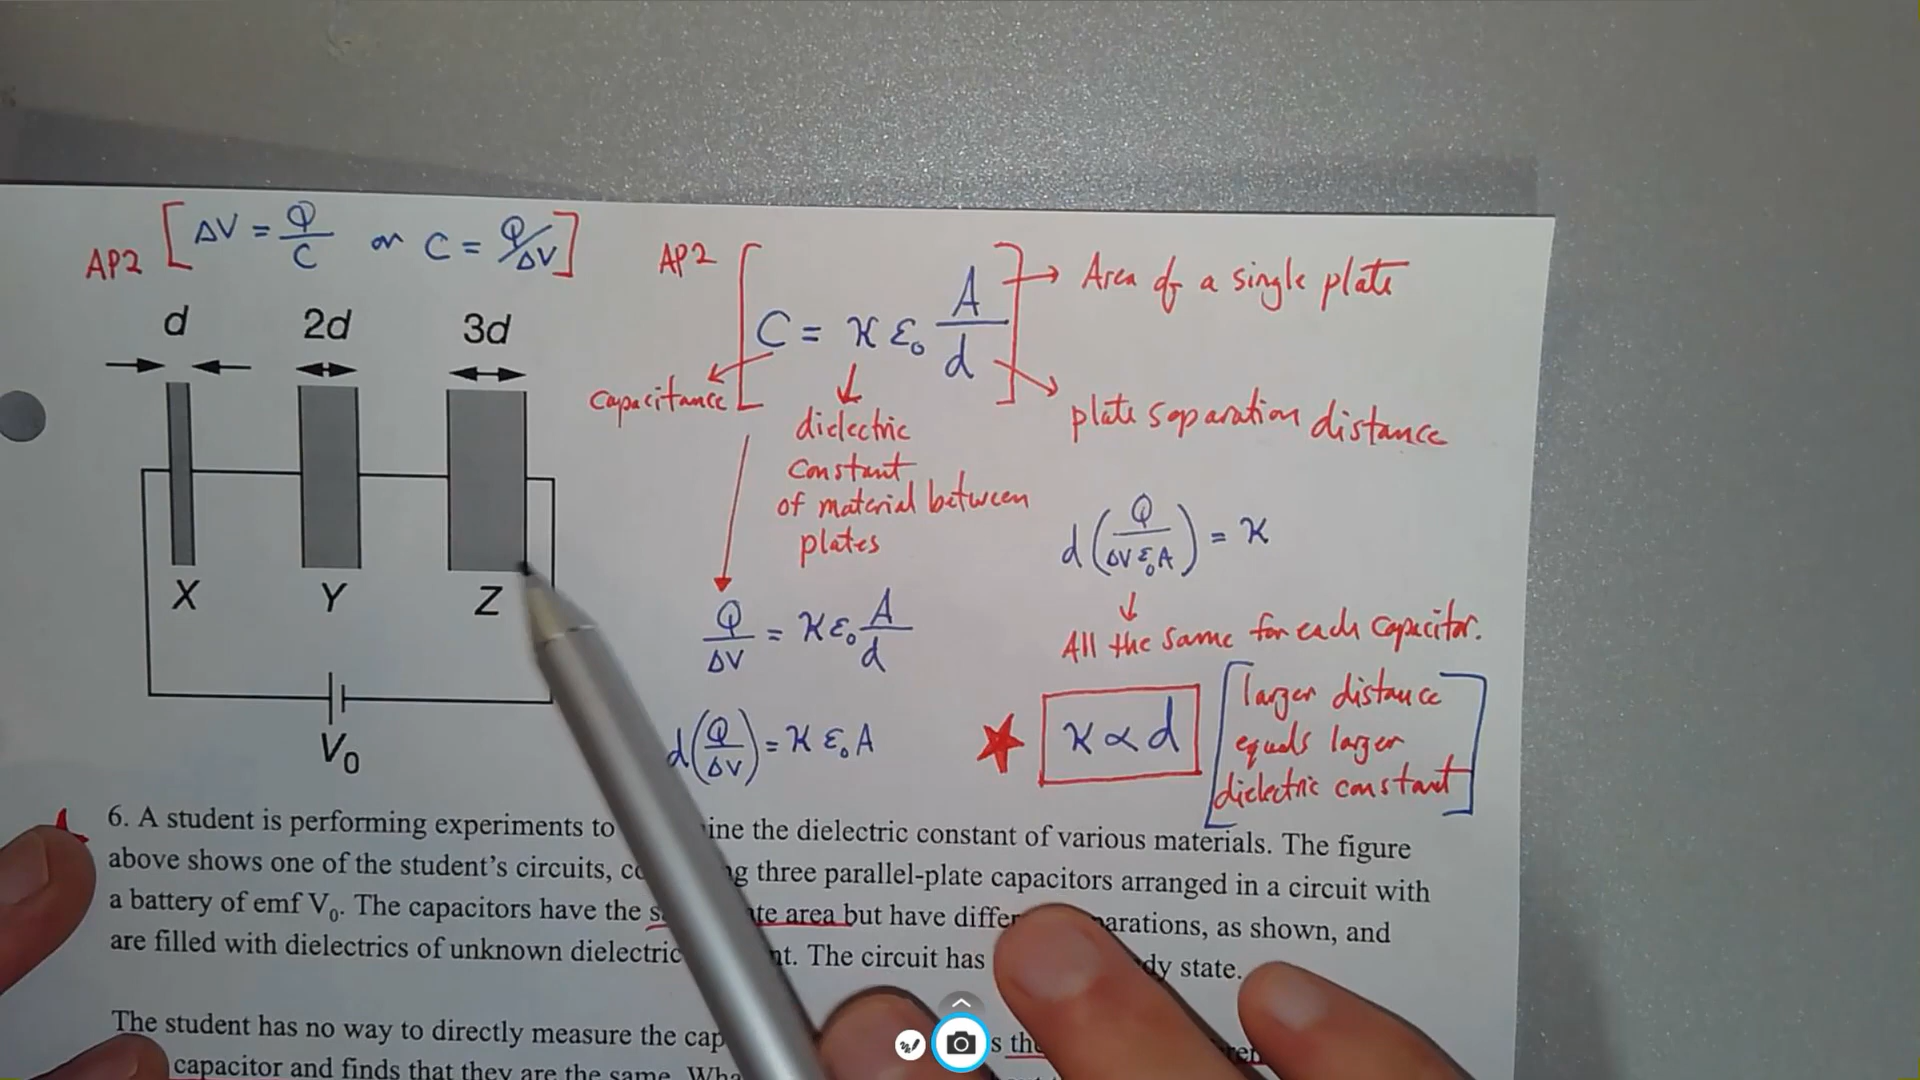 AP2 [ ΔV = Q/C or C = Q/ΔV ]
AP2 [ C = κ ε₀ A/d ] → Area of a single plate
d 2d 3d
capacitance
dielectric
constant
of material between
plates
plate separation distance
X Y Z
V₀
Q/ΔV = κ ε₀ A/d
d(Q/ΔV) = κ ε₀ A
d(Q/ΔV ε₀ A) = κ
All the same for each capacitor.
★ κ ∝ d
[ larger distance
equals larger
dielectric constant ]
6. A student is performing experiments to ine the dielectric constant of various materials. The figure
above shows one of the student's circuits, co g three parallel-plate capacitors arranged in a circuit with
a battery of emf V₀. The capacitors have the s te area but have differ arations, as shown, and
are filled with dielectrics of unknown dielectric nt. The circuit has dy state.
The student has no way to directly measure the cap s the
capacitor and finds that they are the same.